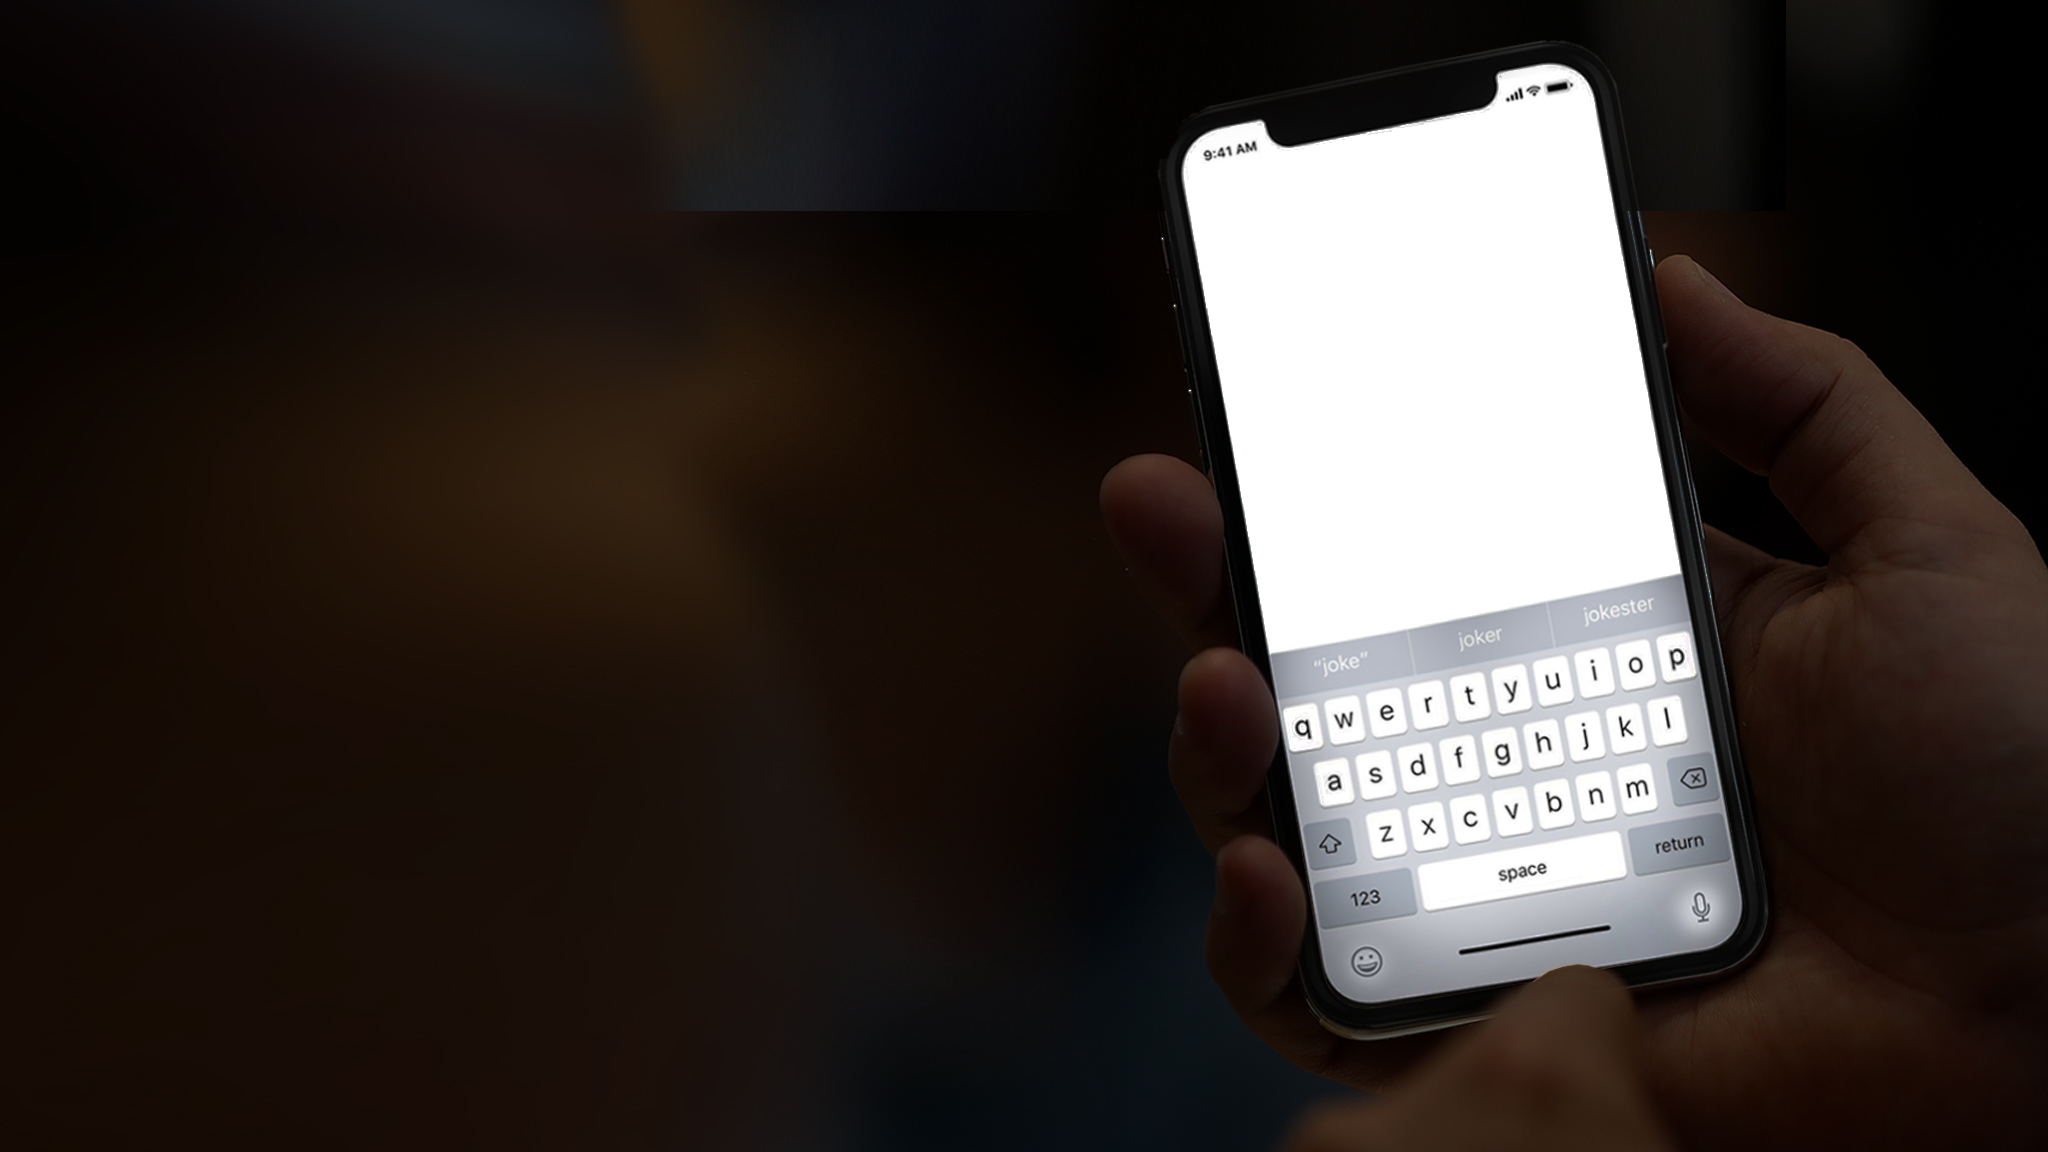 9:41 AM
“joke” joker jokester
q w e r t y u i o p
a s d f g h j k l
z x c v b n m
123 space return